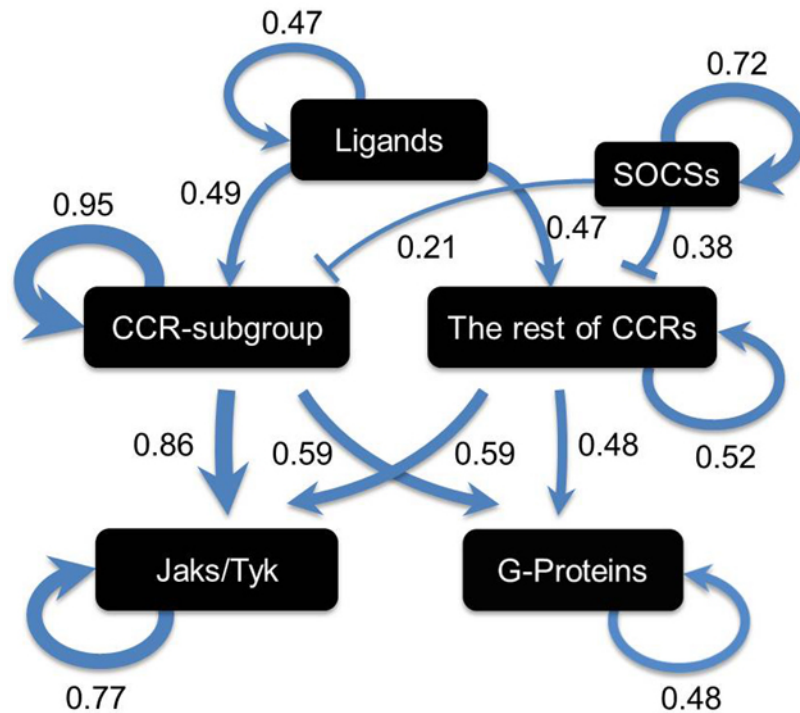 0.47
0.72
Ligands
SOCSs
0.49
0.95
0.21
0.47
0.38
CCR-subgroup
The rest of CCRs
0.86
0.59
0.59
0.48
0.52
Jaks/Tyk
G-Proteins
0.77
0.48